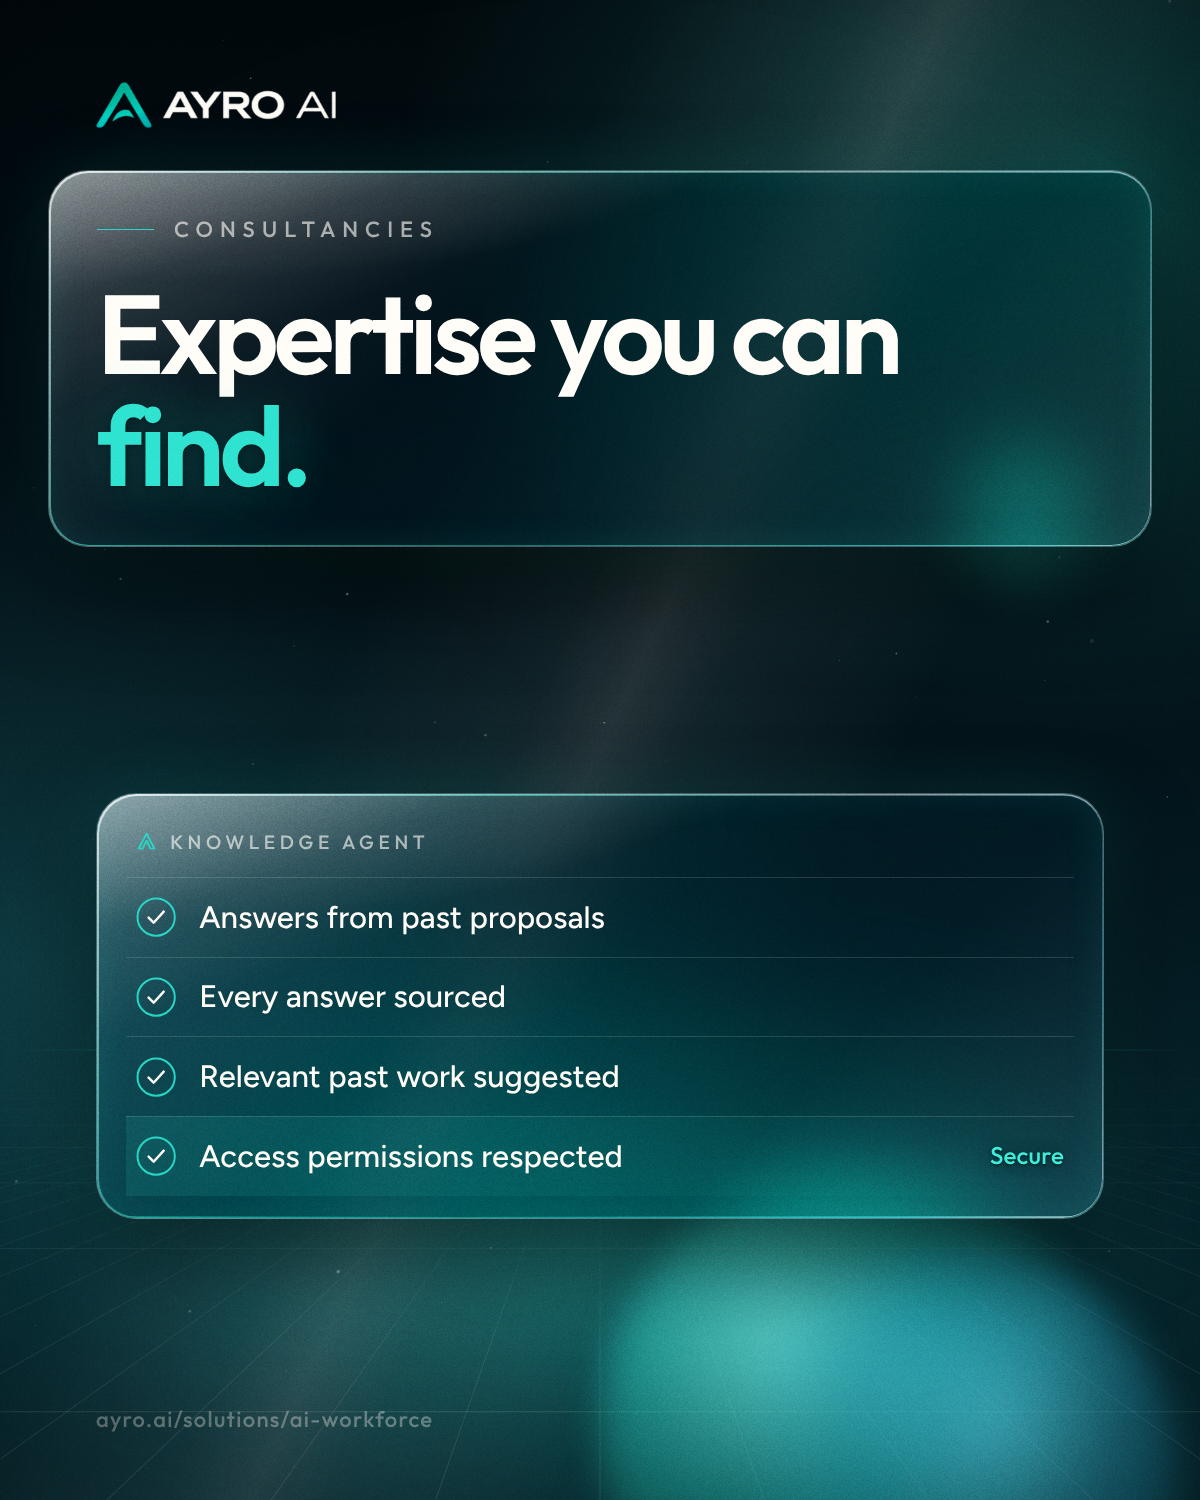 AYRO AI
CONSULTANCIES
Expertise you can
find.
KNOWLEDGE AGENT
Answers from past proposals
Every answer sourced
Relevant past work suggested
Access permissions respected
Secure
ayro.ai/solutions/ai-workforce